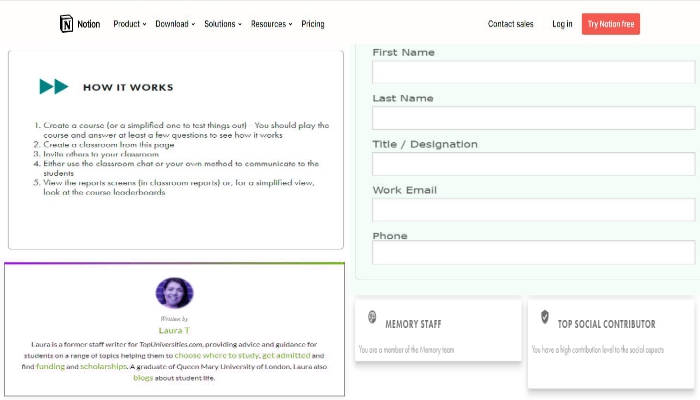 Notion Product Download Solutions Resources Pricing Contact sales Log in Try Notion free
HOW IT WORKS
1. Create a course (or a simplified one to test things out) You should play the
course and answer at least a few questions to see how it works
2. Create a classroom from this page
3. Invite others to your classroom
4. Either use the classroom chat or your own method to communicate to the
students
5. View the reports screens (in classroom reports) or, for a simplified view,
look at the course leaderboards
First Name
Last Name
Title / Designation
Work Email
Phone
Written by
Laura T
Laura is a former staff writer for TopUniversities.com, providing advice and guidance for
students on a range of topics helping them to choose where to study, get admitted and
find funding and scholarships. A graduate of Queen Mary University of London, Laura also
blogs about student life.
MEMORY STAFF
You are a member of the Memory team
TOP SOCIAL CONTRIBUTOR
You have a high contribution level to the social aspects